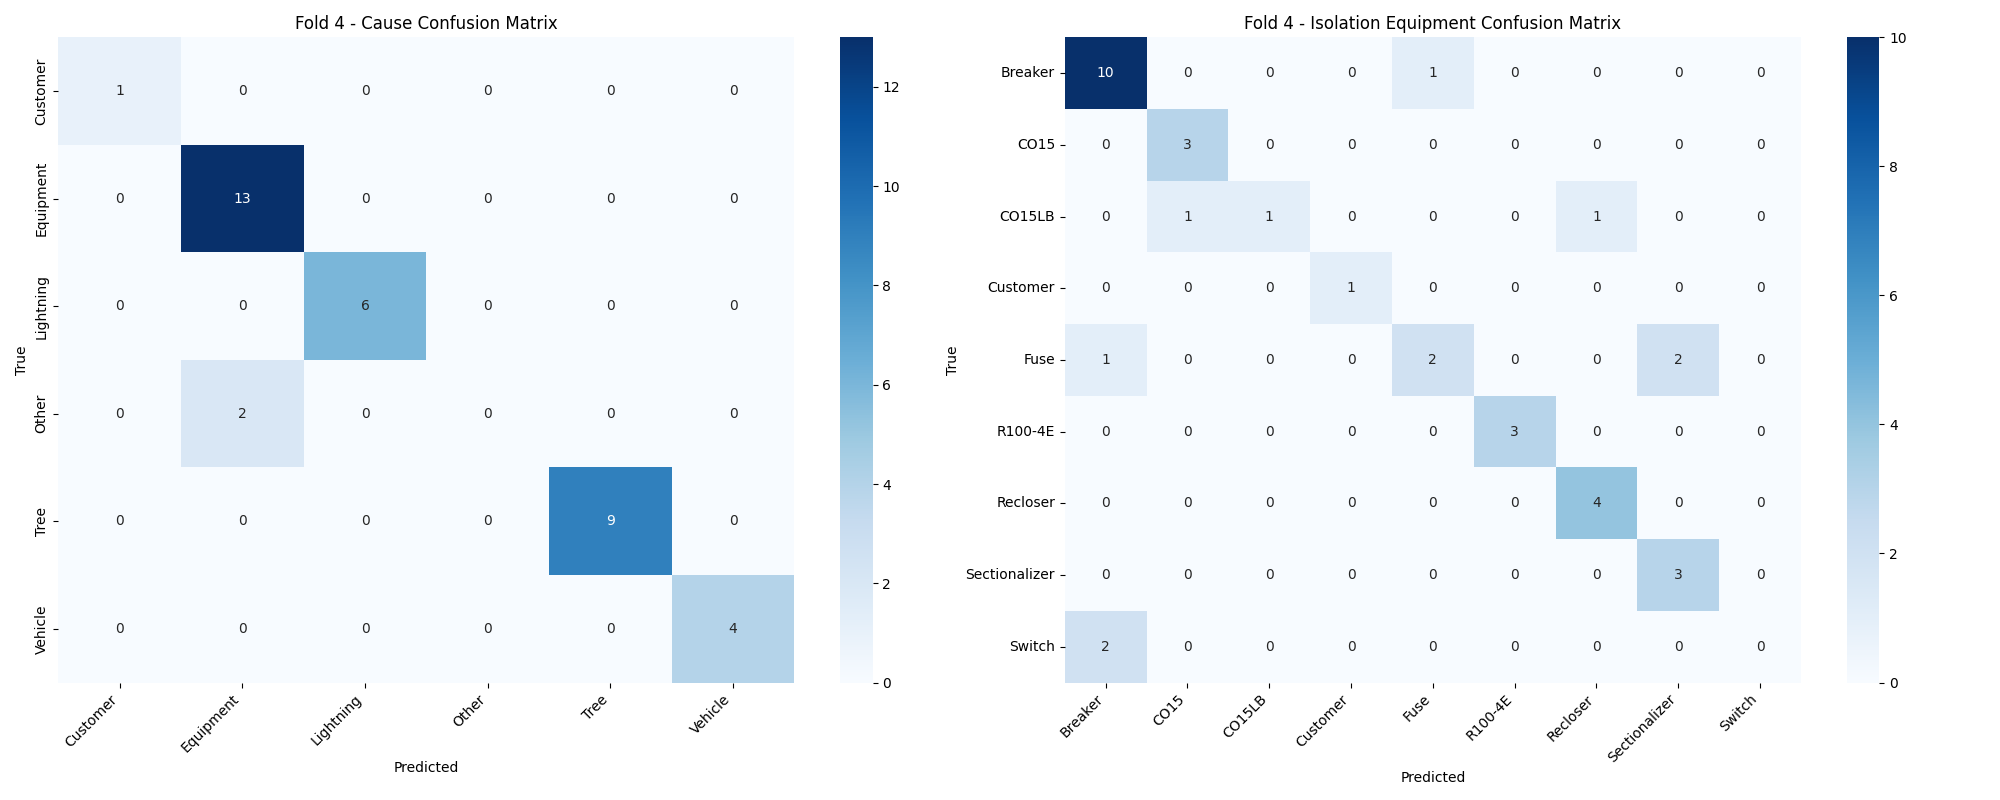 Fold 4 - Cause Confusion Matrix
Customer 1 0 0 0 0 0
Equipment 0 13 0 0 0 0
Lightning 0 0 6 0 0 0
Other 0 2 0 0 0 0
Tree 0 0 0 0 9 0
Vehicle 0 0 0 0 0 4
True
Customer Equipment Lightning Other Tree Vehicle
Predicted
12
10
8
6
4
2
0
Fold 4 - Isolation Equipment Confusion Matrix
Breaker 10 0 0 0 1 0 0 0 0
CO15 0 3 0 0 0 0 0 0 0
CO15LB 0 1 1 0 0 0 1 0 0
Customer 0 0 0 1 0 0 0 0 0
Fuse 1 0 0 0 2 0 0 2 0
R100-4E 0 0 0 0 0 3 0 0 0
Recloser 0 0 0 0 0 0 4 0 0
Sectionalizer 0 0 0 0 0 0 0 3 0
Switch 2 0 0 0 0 0 0 0 0
True
Breaker CO15 CO15LB Customer Fuse R100-4E Recloser Sectionalizer Switch
Predicted
10
8
6
4
2
0